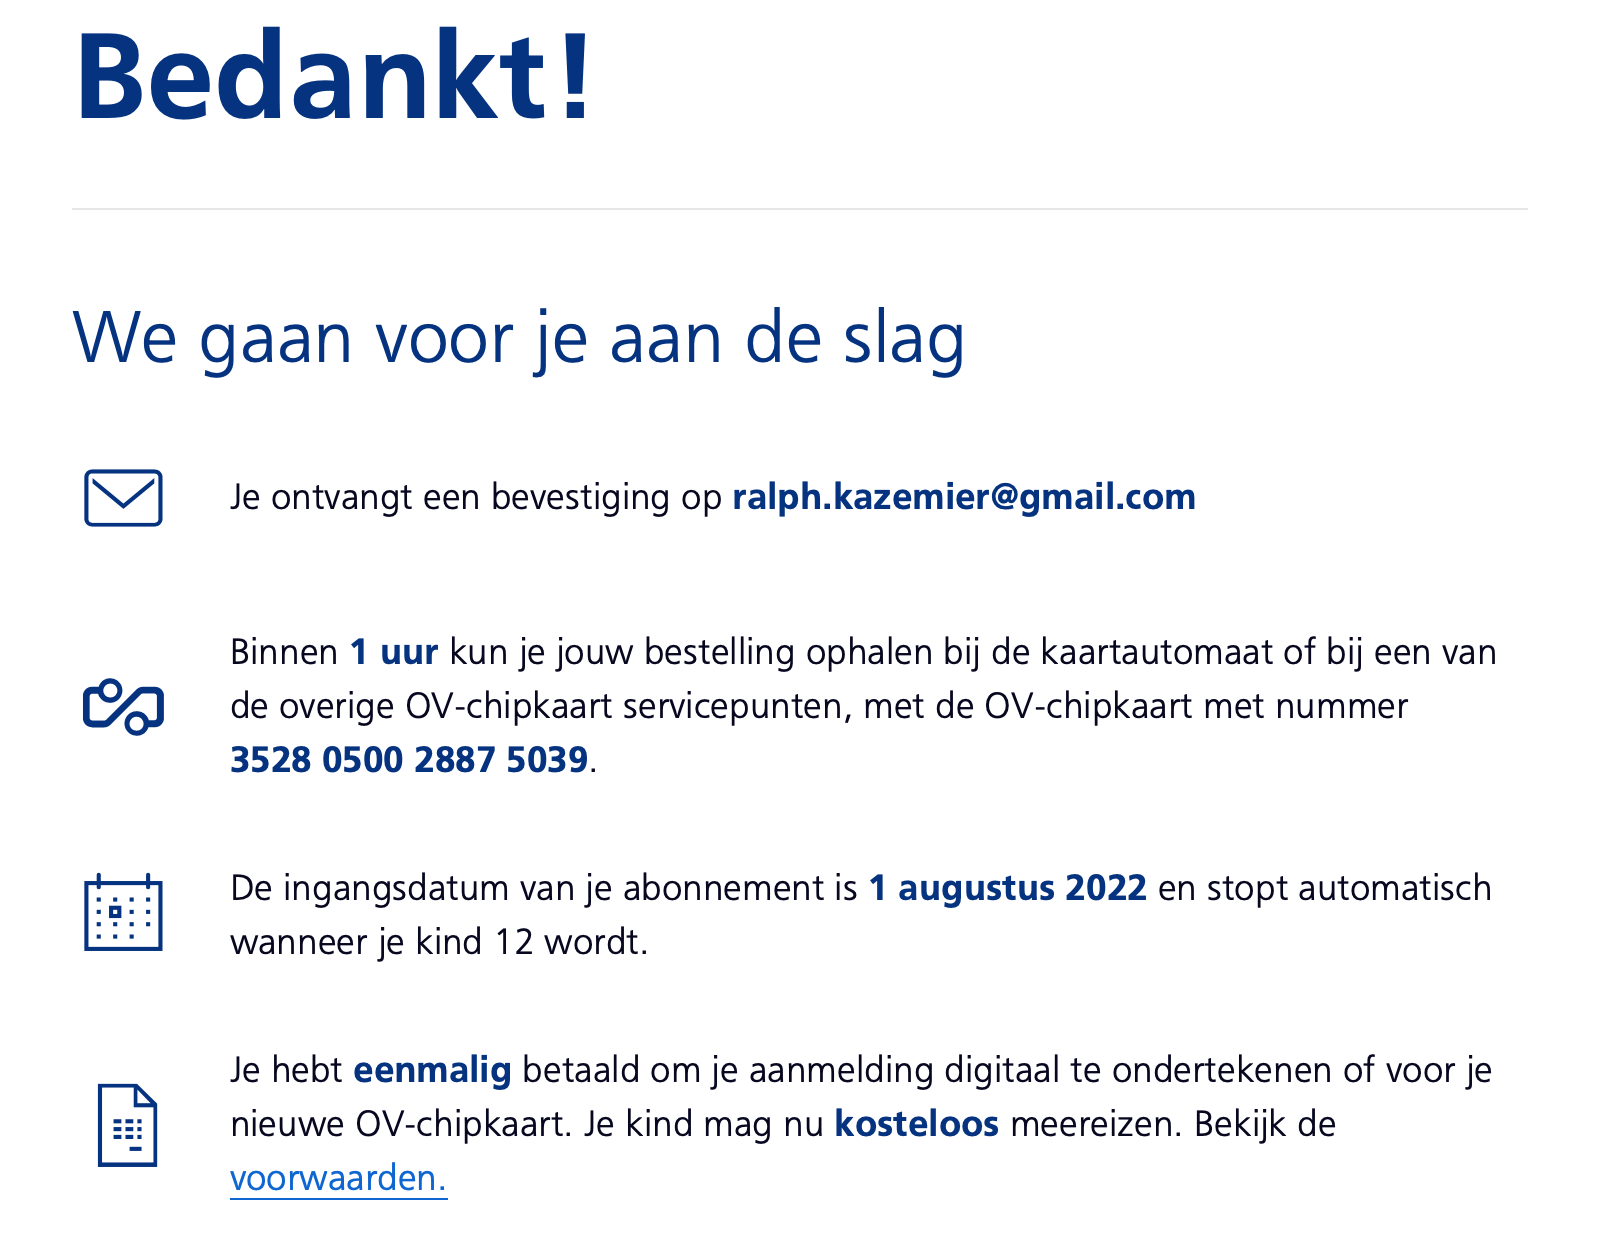 Bedankt!
We gaan voor je aan de slag
Je ontvangt een bevestiging op ralph.kazemier@gmail.com
Binnen 1 uur kun je jouw bestelling ophalen bij de kaartautomaat of bij een van
de overige OV-chipkaart servicepunten, met de OV-chipkaart met nummer
3528 0500 2887 5039.
De ingangsdatum van je abonnement is 1 augustus 2022 en stopt automatisch
wanneer je kind 12 wordt.
Je hebt eenmalig betaald om je aanmelding digitaal te ondertekenen of voor je
nieuwe OV-chipkaart. Je kind mag nu kosteloos meereizen. Bekijk de
voorwaarden.